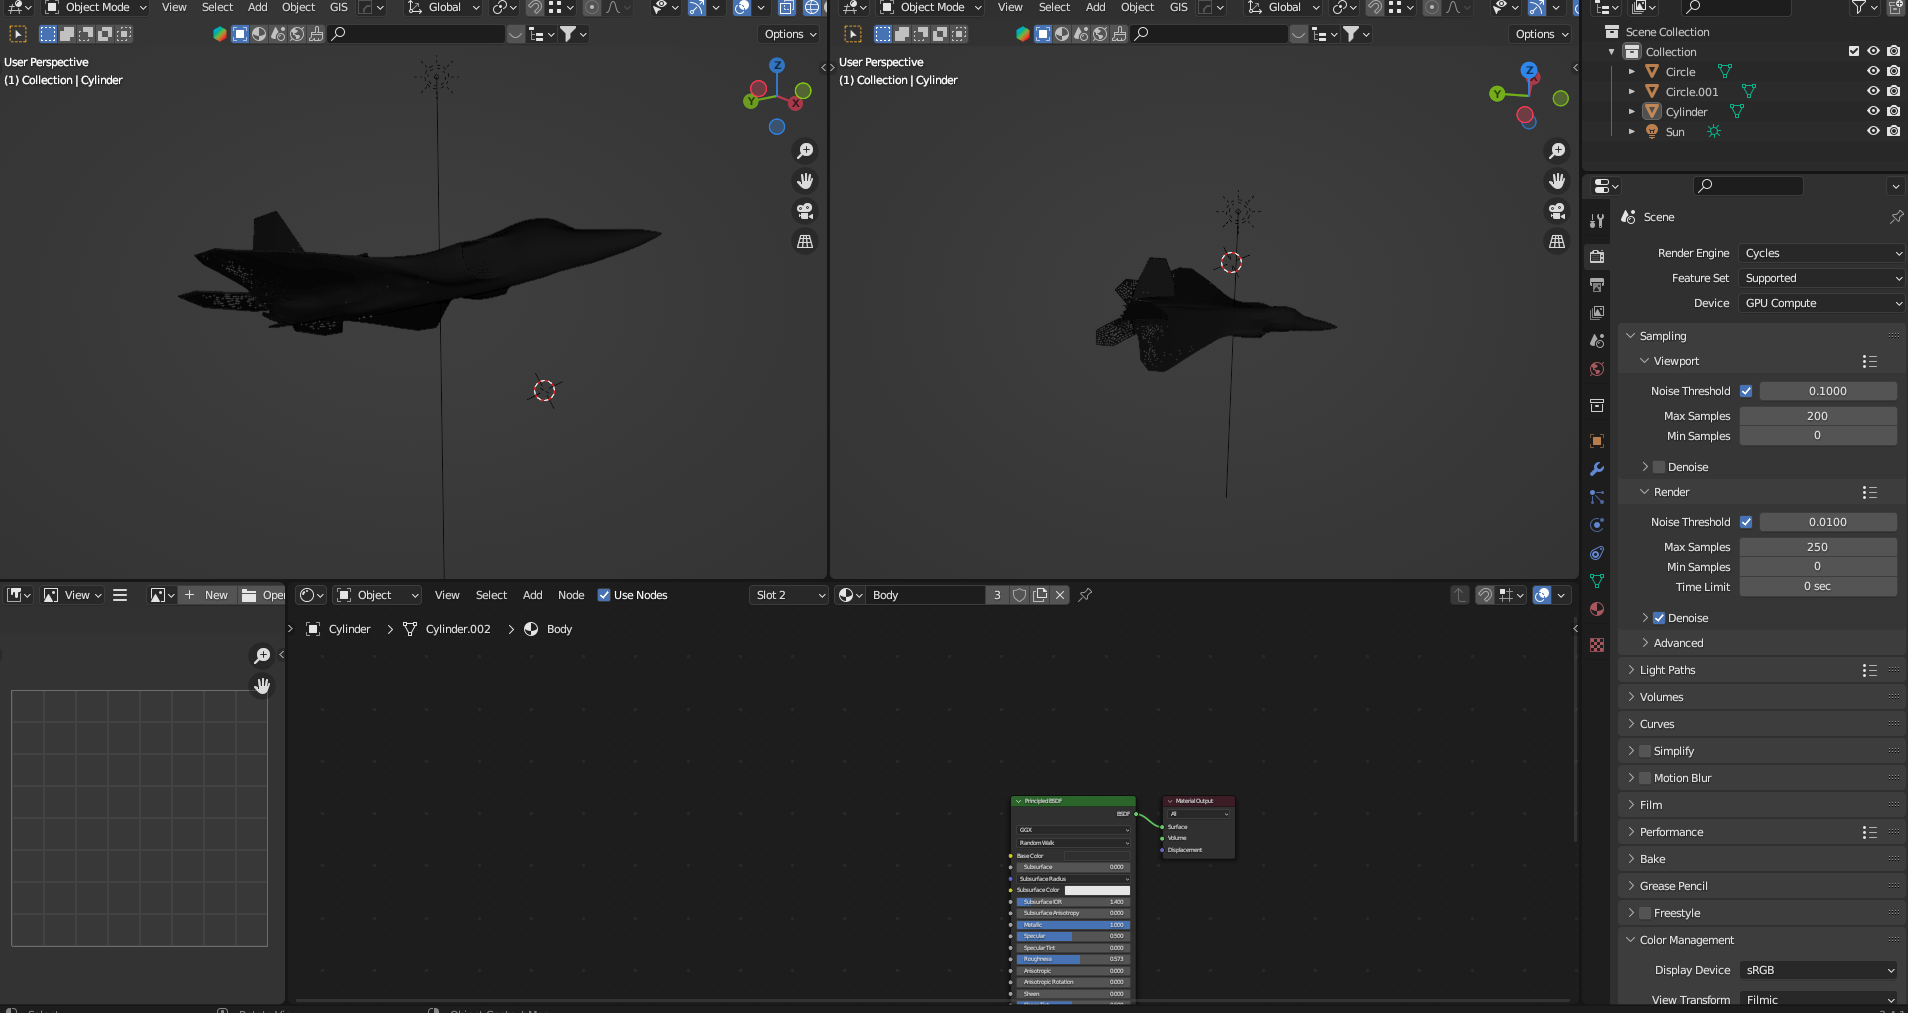 Object Mode View Select Add Object GIS Global
Options
User Perspective
(1) Collection | Cylinder
Z
Y
X
Object Mode View Select Add Object GIS Global
Options
User Perspective
(1) Collection | Cylinder
Z
Y
Scene Collection
Collection
Circle
Circle.001
Cylinder
Sun
Scene
Render Engine Cycles
Feature Set Supported
Device GPU Compute
Sampling
Viewport
Noise Threshold 0.1000
Max Samples 200
Min Samples 0
Denoise
Render
Noise Threshold 0.0100
Max Samples 250
Min Samples 0
Time Limit 0 sec
Denoise
Advanced
Light Paths
Volumes
Curves
Simplify
Motion Blur
Film
Performance
Bake
Grease Pencil
Freestyle
Color Management
Display Device sRGB
View Transform Filmic
View New Ope
Object View Select Add Node Use Nodes Slot 2 Body 3
Cylinder > Cylinder.002 > Body
Principled BSDF
BSDF
GGX
Random Walk
Base Color
Subsurface 0.000
Subsurface Radius
Subsurface Color
Subsurface IOR 1.400
Subsurface Anisotropy 0.000
Metallic 1.000
Specular 0.500
Specular Tint 0.000
Roughness 0.573
Anisotropic 0.000
Anisotropic Rotation 0.000
Sheen 0.000
Material Output
All
Surface
Volume
Displacement